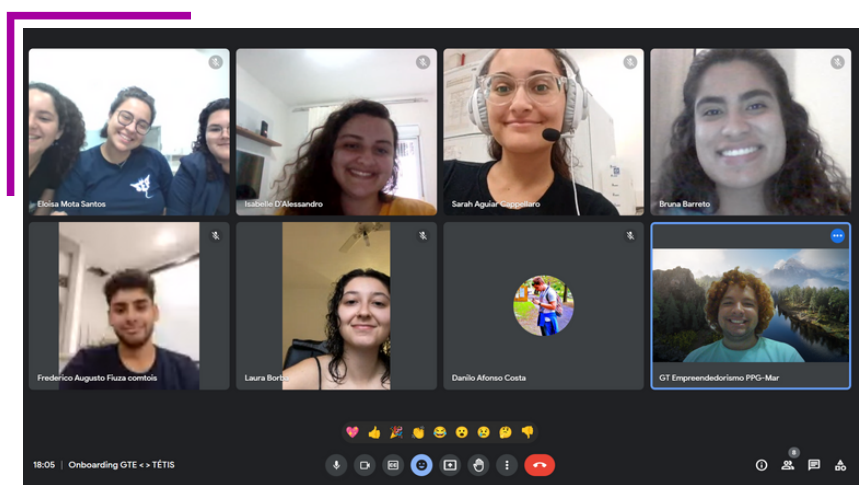 Eloisa Mota Santos
Isabelle D'Alessandro
Sarah Aguiar Cappellaro
Bruna Barreto
Frederico Augusto Fiuza comtois
Laura Borba
Danilo Afonso Costa
GT Empreendedorismo PPG-Mar
18:05 | Onboarding GTE <> TÉTIS
8